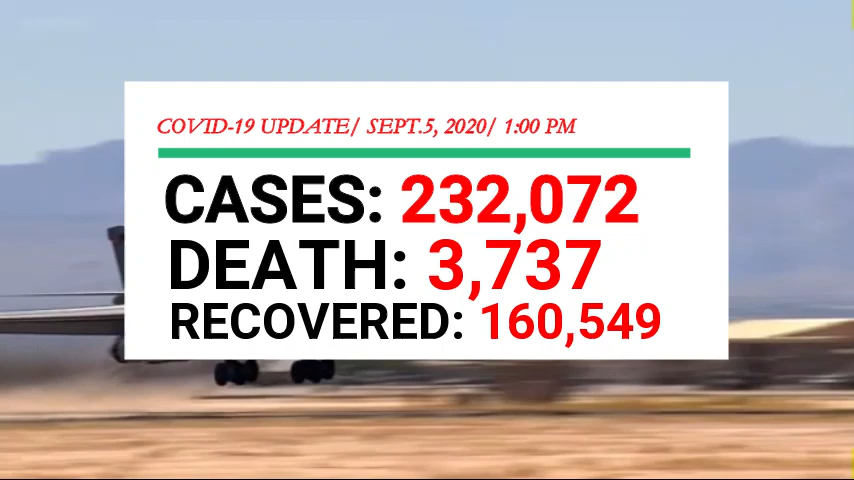 COVID-19 UPDATE/ SEPT.5, 2020/ 1:00 PM
CASES: 232,072
DEATH: 3,737
RECOVERED: 160,549